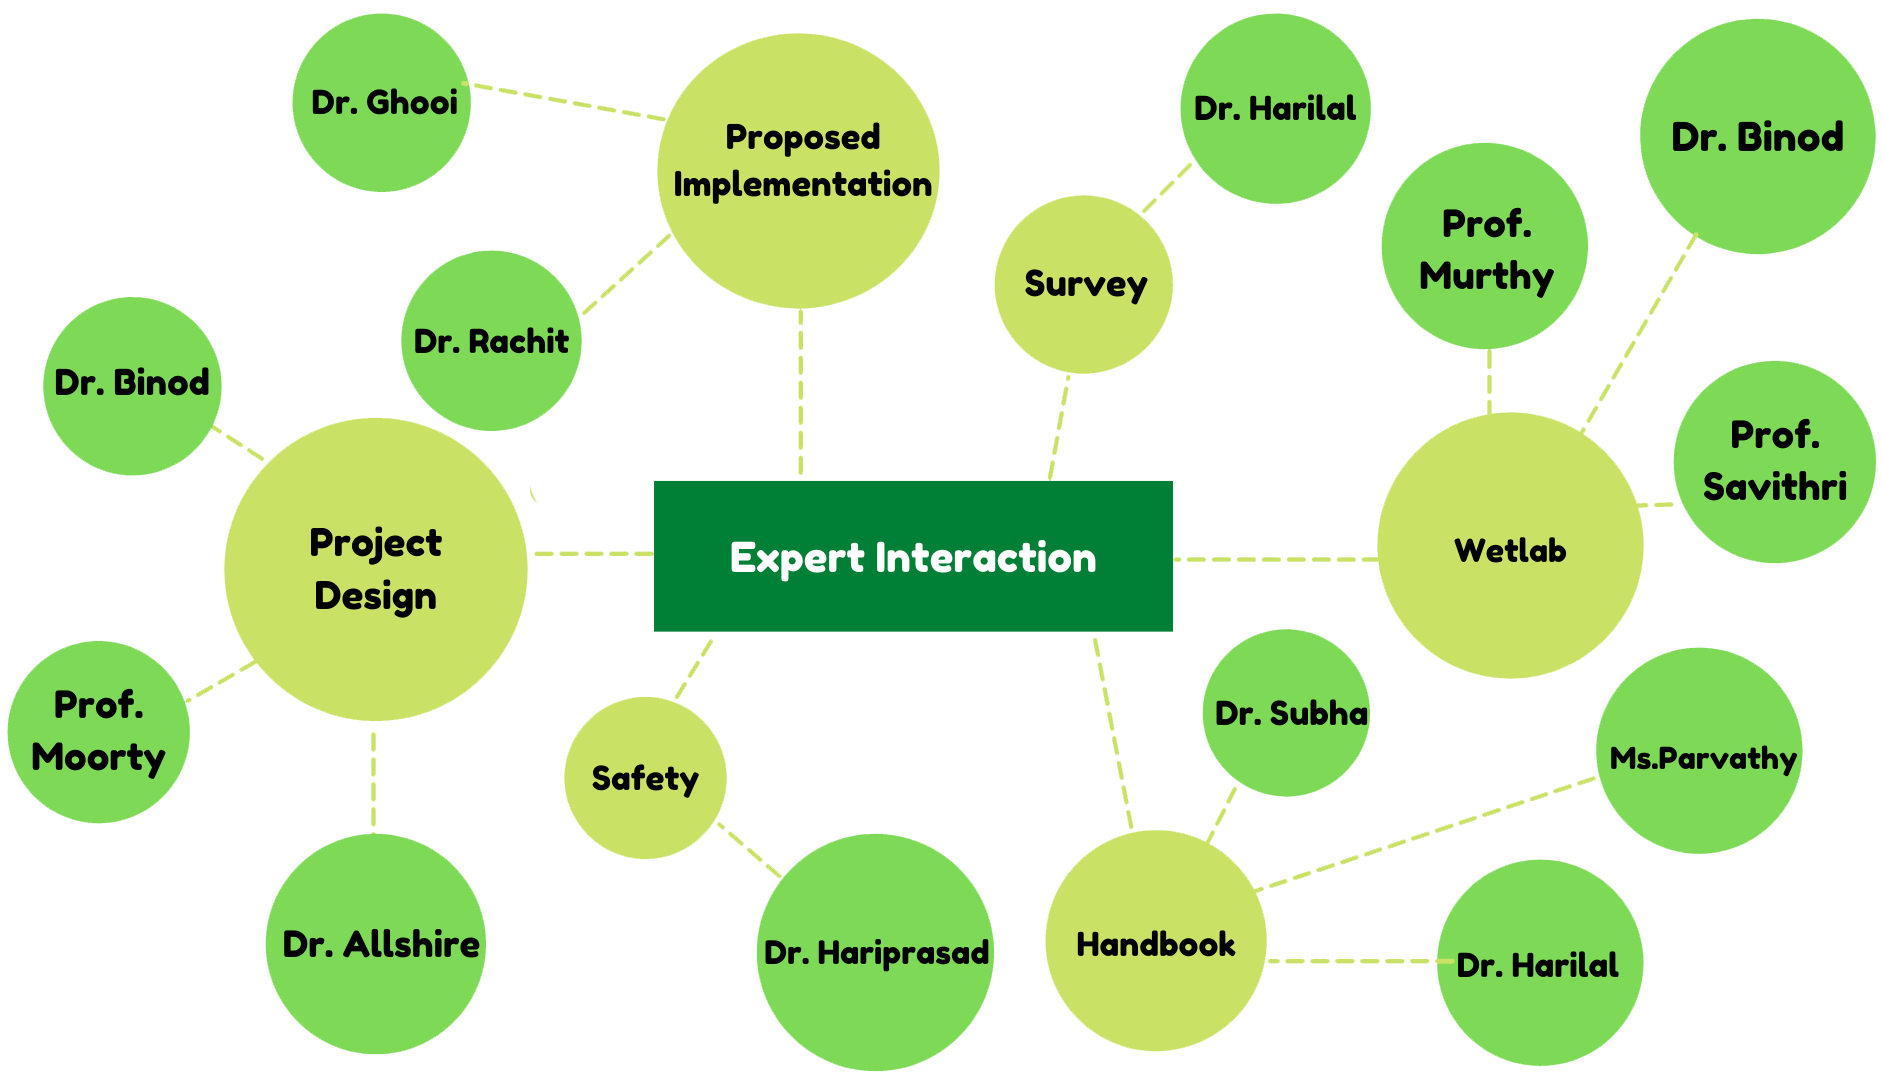 Dr. Ghooi
Proposed
Implementation
Dr. Harilal
Dr. Binod
Prof.
Murthy
Survey
Dr. Rachit
Dr. Binod
Prof.
Savithri
Project
Design
Expert Interaction
Wetlab
Prof.
Moorty
Safety
Dr. Subha
Ms.Parvathy
Dr. Allshire
Dr. Hariprasad
Handbook
Dr. Harilal